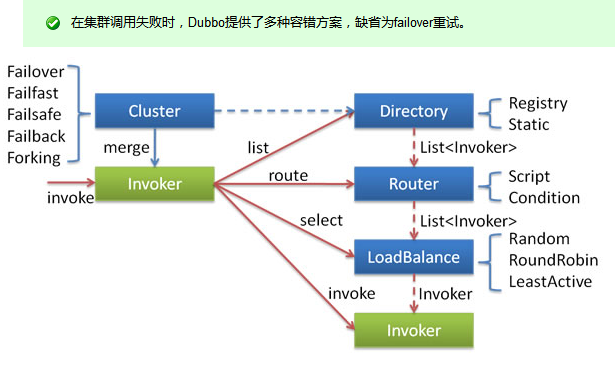 在集群调用失败时，Dubbo提供了多种容错方案，缺省为failover重试。
Failover
Failfast
Failsafe
Failback
Forking
Cluster
Directory
Registry
Static
merge
list
List<Invoker>
invoke
Invoker
route
Router
Script
Condition
select
List<Invoker>
LoadBalance
Random
RoundRobin
LeastActive
invoke
Invoker
Invoker